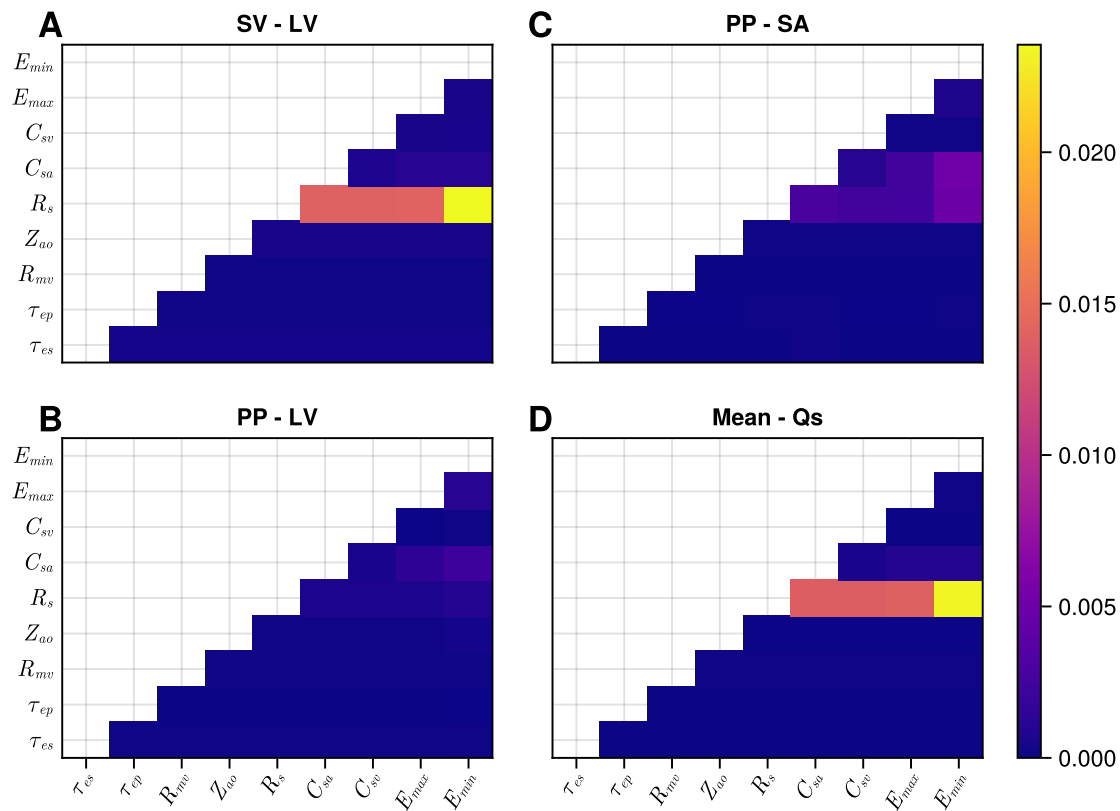 A
SV - LV
C
PP - SA
E_min
E_max
C_sv
C_sa
R_s
Z_ao
R_mv
τ_ep
τ_es
0.020
0.015
0.010
0.005
0.000
B
PP - LV
D
Mean - Qs
E_min
E_max
C_sv
C_sa
R_s
Z_ao
R_mv
τ_ep
τ_es
τ_es τ_ep R_mv Z_ao R_s C_sa C_sv E_max E_min
τ_es τ_ep R_mv Z_ao R_s C_sa C_sv E_max E_min